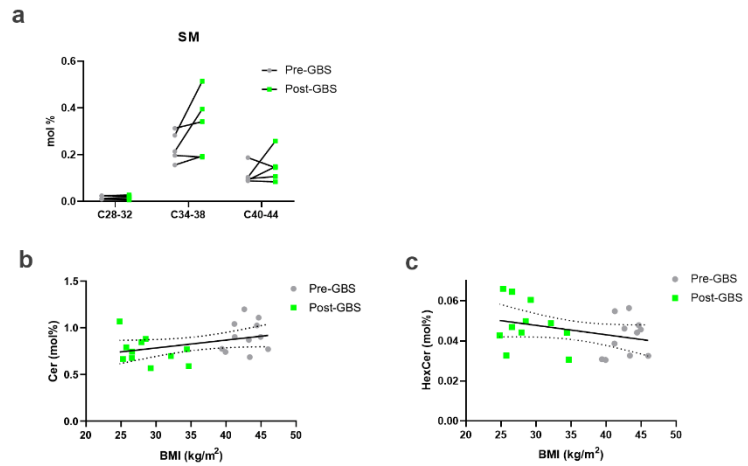 a
SM
Pre-GBS
Post-GBS
mol %
0.6
0.4
0.2
0.0
C28-32 C34-38 C40-44
b
Pre-GBS
Post-GBS
Cer (mol%)
1.5
1.0
0.5
0.0
20 25 30 35 40 45 50
BMI (kg/m²)
c
Pre-GBS
Post-GBS
HexCer (mol%)
0.06
0.04
0.02
0.00
20 25 30 35 40 45 50
BMI (kg/m²)